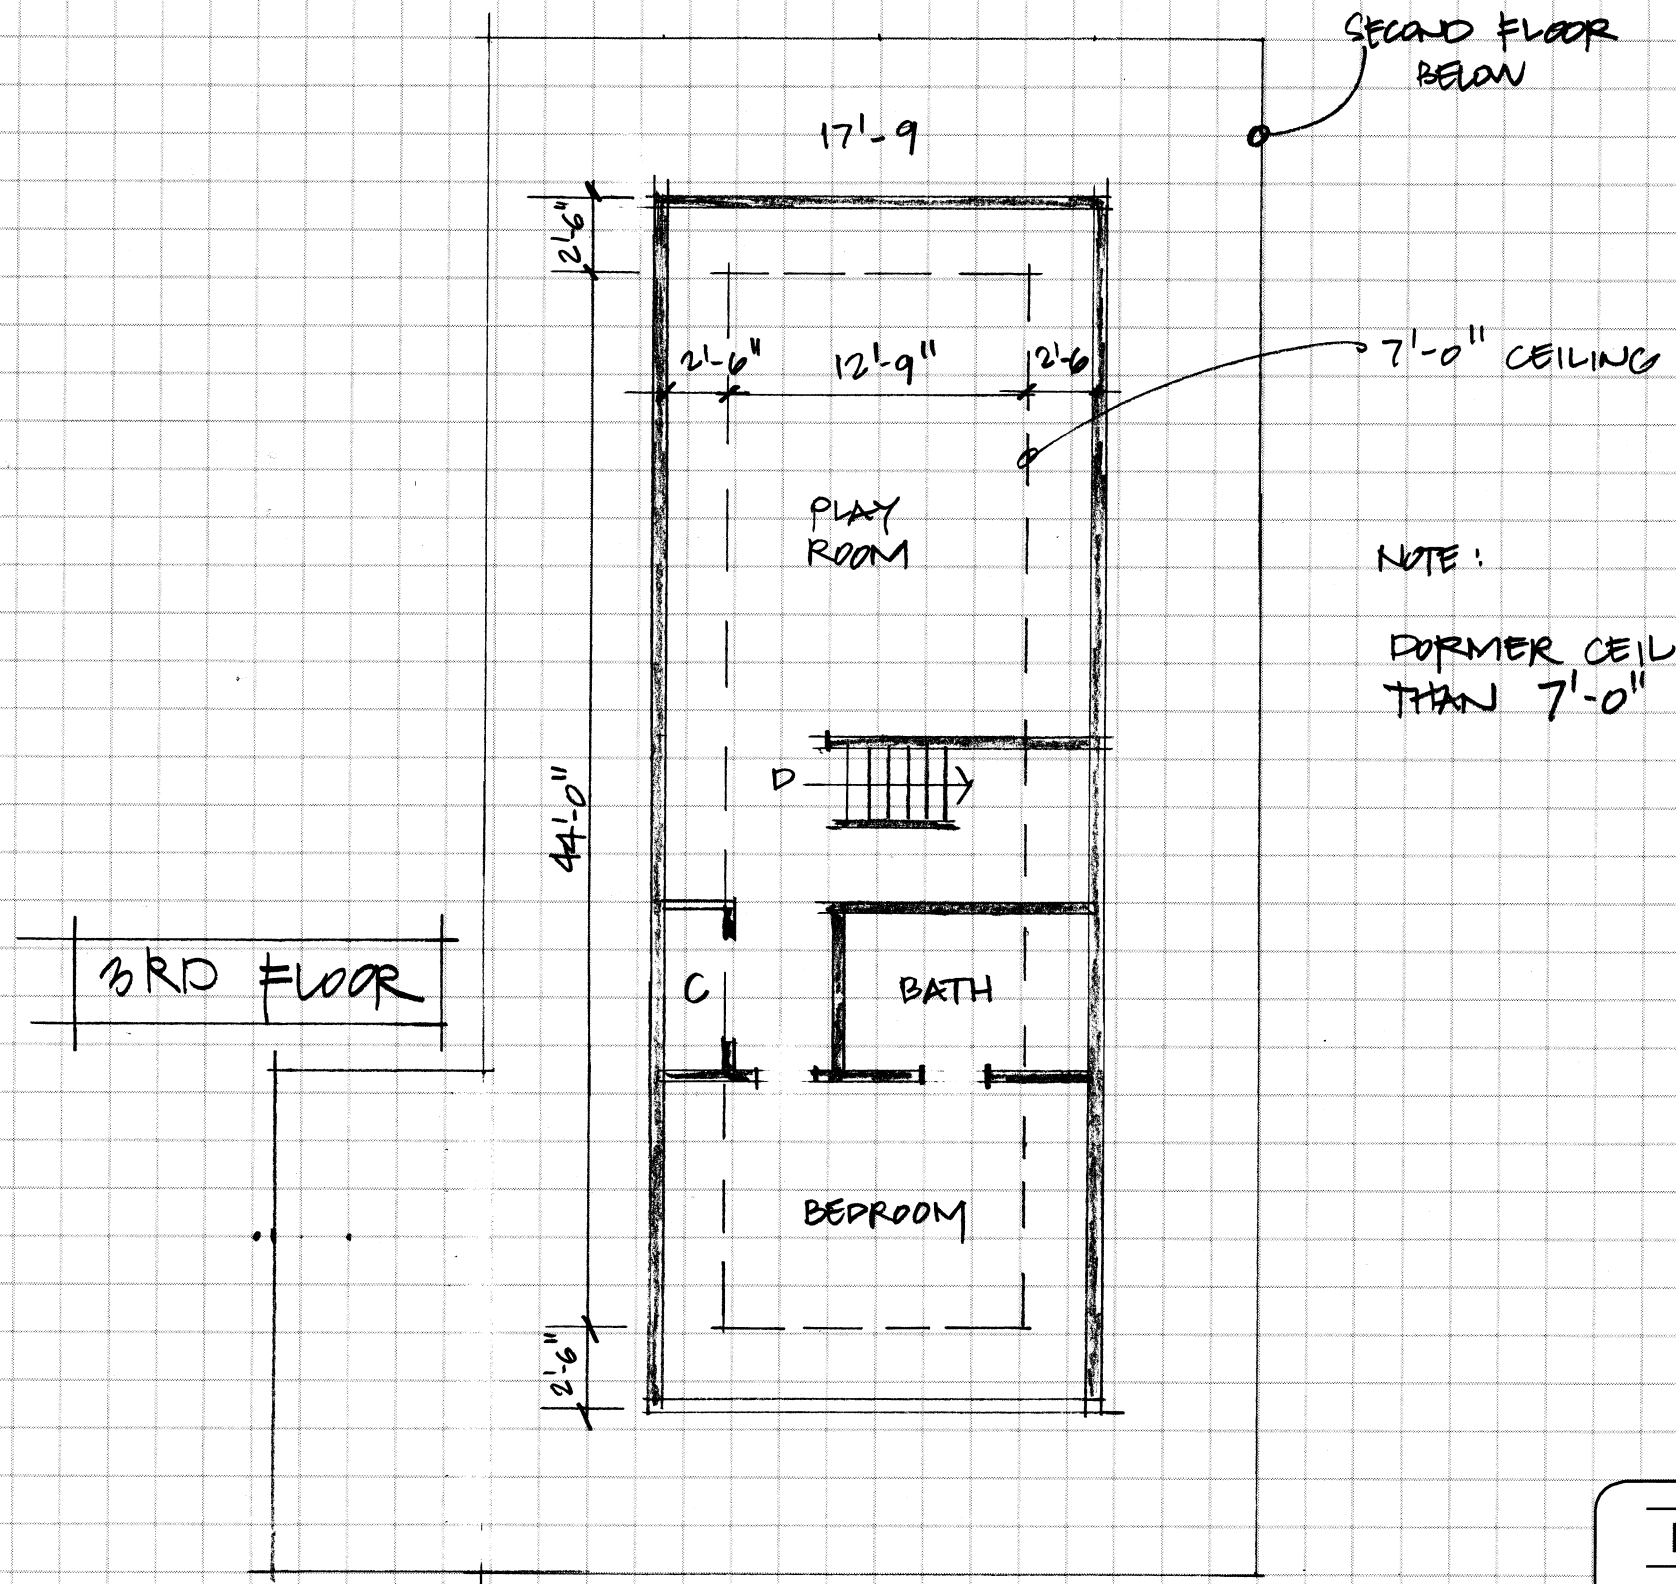 SECOND FLOOR
BELOW
17'-9
2'-6"
2'-6" 12'-9" 2'-6
7'-0" CEILING
PLAY
ROOM
NOTE:
DORMER CEIL
THAN 7'-0"
D
44'-0"
3RD FLOOR
C
BATH
BEDROOM
2'-6"